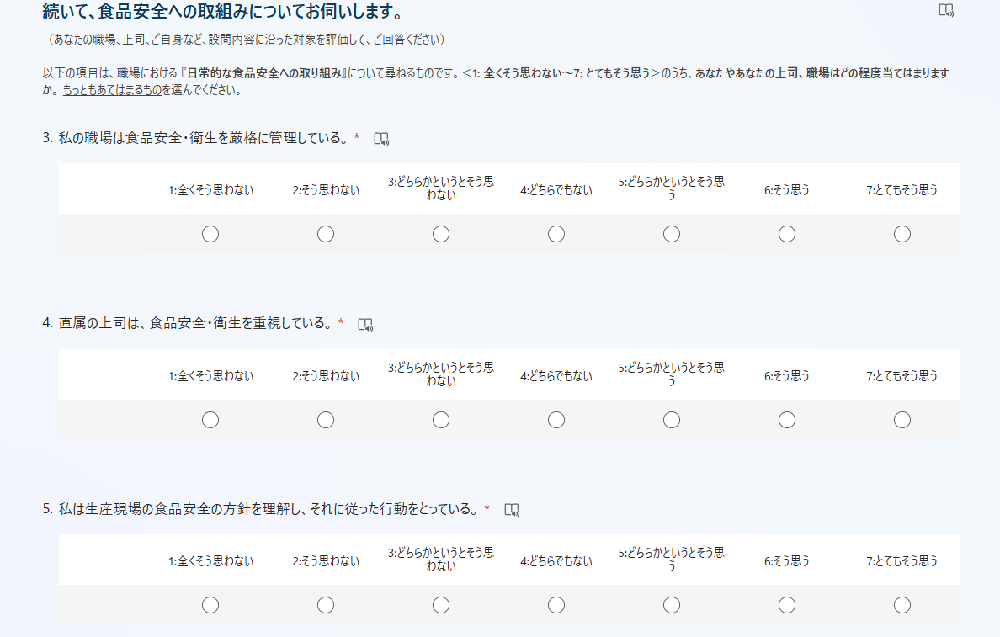 続いて、食品安全への取組みについてお伺いします。
（あなたの職場、上司、ご自身など、設問内容に沿った対象を評価して、ご回答ください）
以下の項目は、職場における『日常的な食品安全への取り組み』について尋ねるものです。＜1: 全くそう思わない～7: とてもそう思う＞のうち、あなたやあなたの上司、職場はどの程度当てはまります
か。もっともあてはまるものを選んでください。
3. 私の職場は食品安全・衛生を厳格に管理している。 *
1:全くそう思わない 2:そう思わない 3:どちらかというとそう思わない 4:どちらでもない 5:どちらかというとそう思う 6:そう思う 7:とてもそう思う
4. 直属の上司は、食品安全・衛生を重視している。 *
1:全くそう思わない 2:そう思わない 3:どちらかというとそう思わない 4:どちらでもない 5:どちらかというとそう思う 6:そう思う 7:とてもそう思う
5. 私は生産現場の食品安全の方針を理解し、それに従った行動をとっている。 *
1:全くそう思わない 2:そう思わない 3:どちらかというとそう思わない 4:どちらでもない 5:どちらかというとそう思う 6:そう思う 7:とてもそう思う